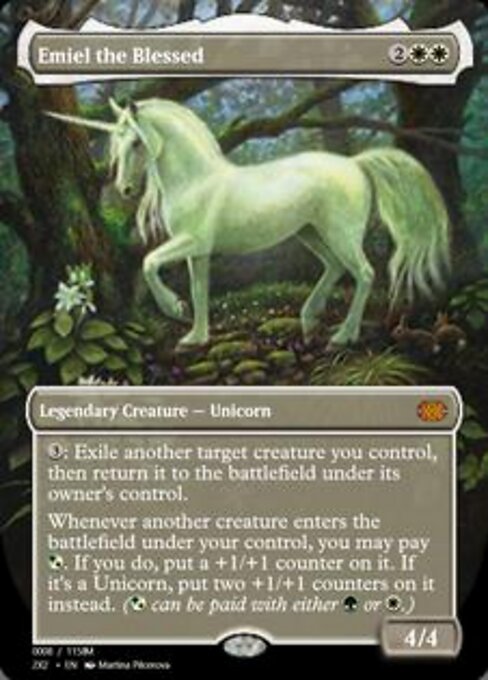 Emiel the Blessed 2
Legendary Creature — Unicorn
3: Exile another target creature you control,
then return it to the battlefield under its
owner's control.
Whenever another creature enters the
battlefield under your control, you may pay
. If you do, put a +1/+1 counter on it. If
it's a Unicorn, put two +1/+1 counters on it
instead. ( can be paid with either or .)
4/4
0008 / 1158M
2X2 • EN Martina Pilcerova